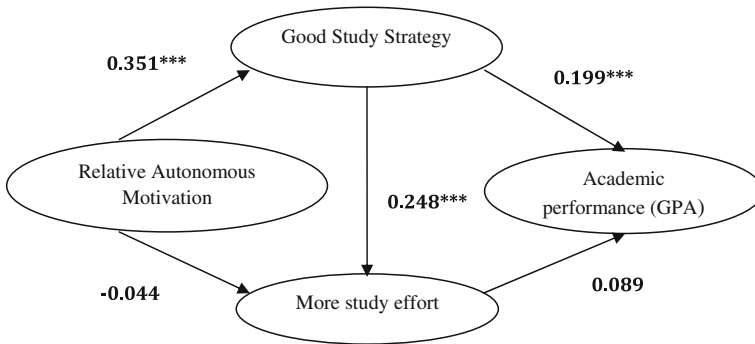 Good Study Strategy
0.351***
0.199***
Relative Autonomous
Motivation
Academic
performance (GPA)
0.248***
-0.044
More study effort
0.089